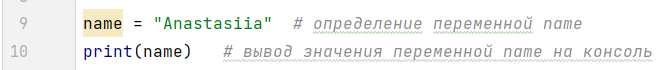 9 name = "Anastasiia"  # определение переменной name
10 print(name)   # вывод значения переменной name на консоль